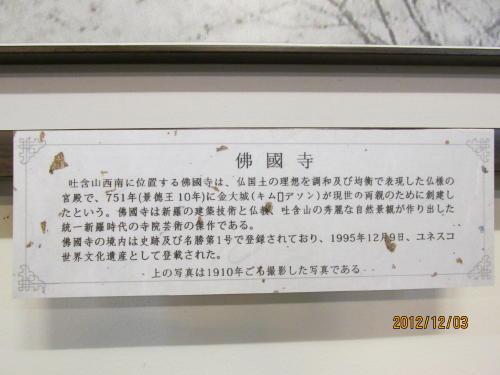 佛國寺
吐含山西南に位置する佛國寺は、仏国土の理想を調和及び均衡で表現した仏様の
宮殿で、751年(景徳王 10年)に金大城(キム▯デソン)が現世の両親のために創建し
たという。佛國寺は新羅の建築技術と仏教、吐含山の秀麗な自然景観が作り出した
統一新羅時代の寺院芸術の傑作である。
佛國寺の境内は史跡及び名勝第1号で登録されており、1995年12月9日、ユネスコ
世界文化遺産として登載された。
上の写真は1910年ごろ撮影した写真である
2012/12/03